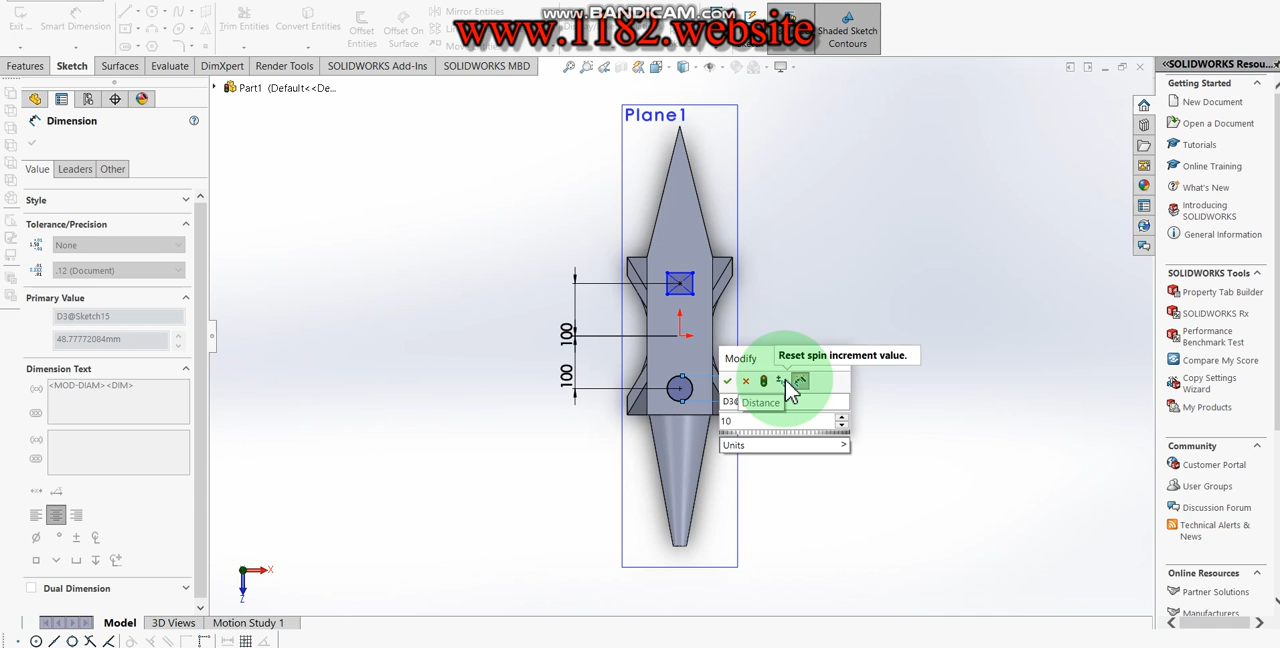 www.BANDICAM.com
www.1182.website
Exit ...
Smart Dimension
Trim Entities
Convert Entities
Offset
Entities
Offset On
Surface
Mirror Entities
Shaded Sketch
Contours
Features
Sketch
Surfaces
Evaluate
DimXpert
Render Tools
SOLIDWORKS Add-Ins
SOLIDWORKS MBD
Part1 (Default<<De...
Dimension
Value
Leaders
Other
Style
Tolerance/Precision
None
.12 (Document)
Primary Value
D3@Sketch15
48.77772084mm
Dimension Text
<MOD-DIAM><DIM>
Dual Dimension
Plane1
100
100
Modify
Reset spin increment value.
D3@
Distance
10
Units
X
Z
Model
3D Views
Motion Study 1
SOLIDWORKS Resou...
Getting Started
New Document
Open a Document
Tutorials
Online Training
What's New
Introducing
SOLIDWORKS
General Information
SOLIDWORKS Tools
Property Tab Builder
SOLIDWORKS Rx
Performance
Benchmark Test
Compare My Score
Copy Settings
Wizard
My Products
Community
Customer Portal
User Groups
Discussion Forum
Technical Alerts &
News
Online Resources
Partner Solutions
Manufacturers